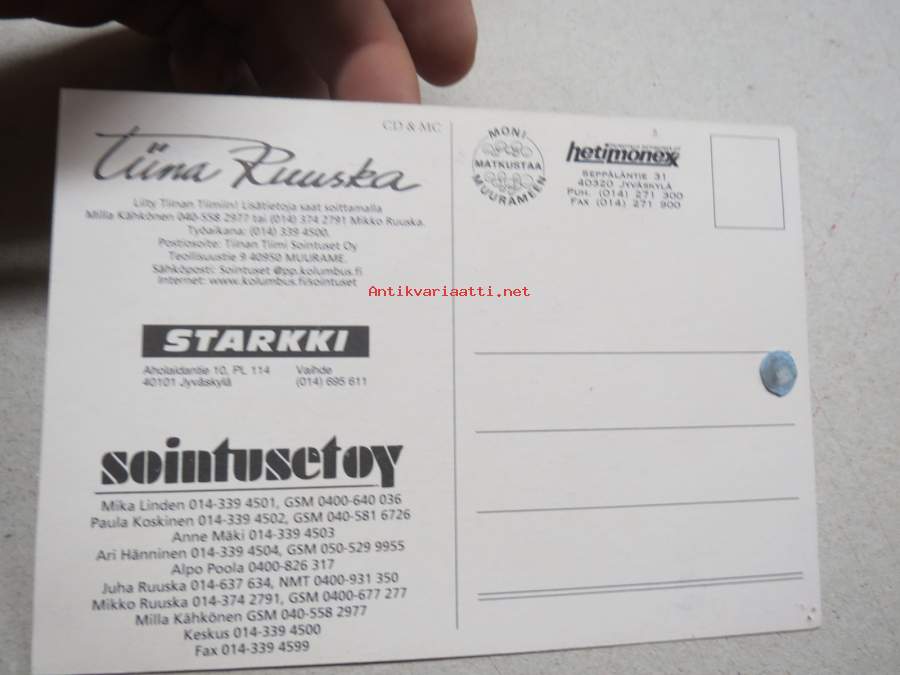 CD & MC
Tiina Ruuska
Liity Tiinan Tiimiin! Lisätietoja saat soittamalla
Milla Kähkönen 040-558 2977 tai (014) 374 2791 Mikko Ruuska.
Työaikana: (014) 339 4500.
Postiosoite: Tiinan Tiimi Sointuset Oy
Teollisuustie 9 40950 MUURAME.
Sähköposti: Sointuset @pp.kolumbus.fi
Internet: www.kolumbus.fi/sointuset
STARKKI
Aholaidantie 10, PL 114 Vaihde
40101 Jyväskylä (014) 695 611
sointusetoy
Mika Linden 014-339 4501, GSM 0400-640 036
Paula Koskinen 014-339 4502, GSM 040-581 6726
Anne Mäki 014-339 4503
Ari Hänninen 014-339 4504, GSM 050-529 9955
Alpo Poola 0400-826 317
Juha Ruuska 014-637 634, NMT 0400-931 350
Mikko Ruuska 014-374 2791, GSM 0400-677 277
Milla Kähkönen GSM 040-558 2977
Keskus 014-339 4500
Fax 014-339 4599
MONI
MATKUSTAA
MUURAMEEN
hetimonex
SEPPÄLÄNTIE 31
40320 JYVÄSKYLÄ
PUH. (014) 271 300
FAX (014) 271 900
Antikvariaatti.net